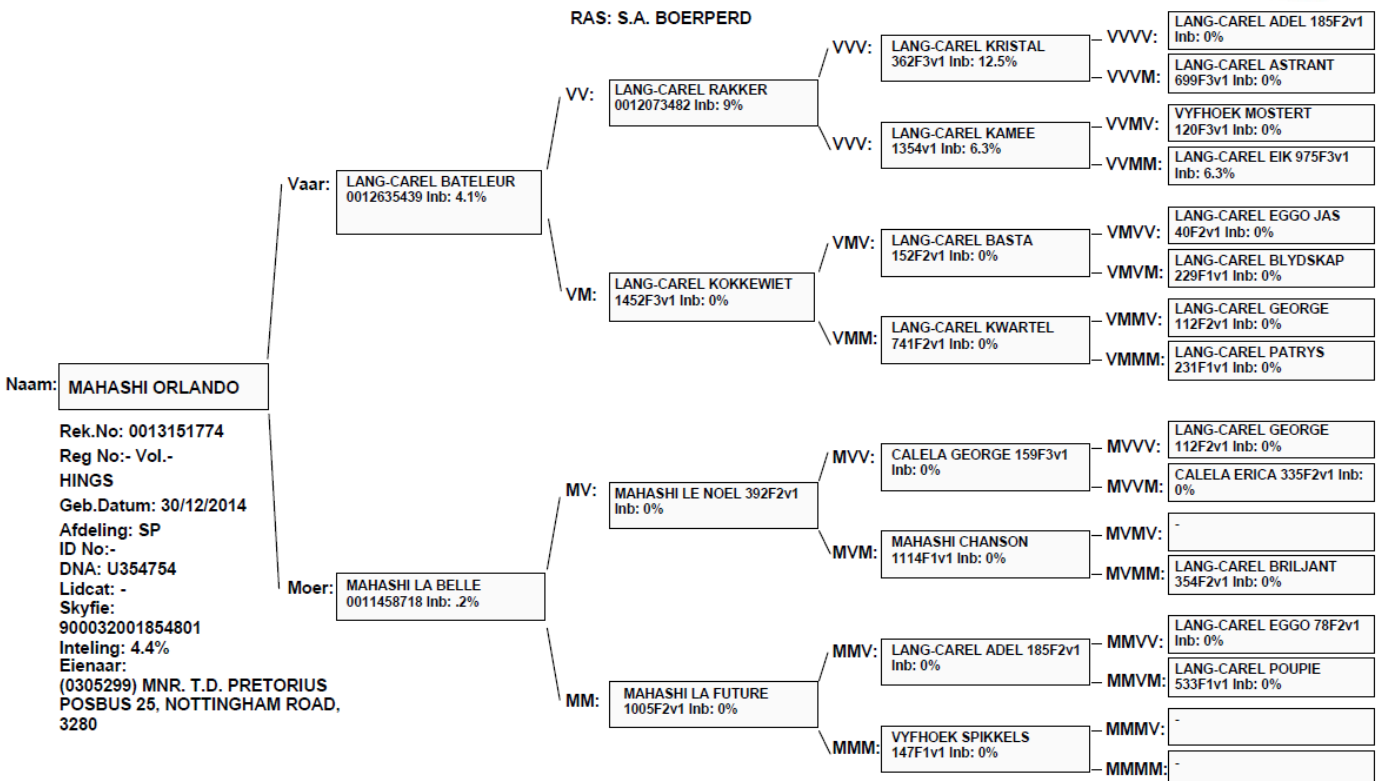 RAS: S.A. BOERPERD
Naam:
MAHASHI ORLANDO
Rek.No: 0013151774
Reg No:- Vol.-
HINGS
Geb.Datum: 30/12/2014
Afdeling: SP
ID No:-
DNA: U354754
Lidcat: -
Skyfie:
900032001854801
Inteling: 4.4%
Eienaar:
(0305299) MNR. T.D. PRETORIUS
POSBUS 25, NOTTINGHAM ROAD,
3280
Vaar:
LANG-CAREL BATELEUR
0012635439 Inb: 4.1%
Moer:
MAHASHI LA BELLE
0011458718 Inb: .2%
VV:
LANG-CAREL RAKKER
0012073482 Inb: 9%
VM:
LANG-CAREL KOKKEWIET
1452F3v1 Inb: 0%
MV:
MAHASHI LE NOEL 392F2v1
Inb: 0%
MM:
MAHASHI LA FUTURE
1005F2v1 Inb: 0%
VVV:
LANG-CAREL KRISTAL
362F3v1 Inb: 12.5%
VVV:
LANG-CAREL KAMEE
1354v1 Inb: 6.3%
VMV:
LANG-CAREL BASTA
152F2v1 Inb: 0%
VMM:
LANG-CAREL KWARTEL
741F2v1 Inb: 0%
MVV:
CALELA GEORGE 159F3v1
Inb: 0%
MVM:
MAHASHI CHANSON
1114F1v1 Inb: 0%
MMV:
LANG-CAREL ADEL 185F2v1
Inb: 0%
MMM:
VYFHOEK SPIKKELS
147F1v1 Inb: 0%
VVVV:
LANG-CAREL ADEL 185F2v1
Inb: 0%
VVVM:
LANG-CAREL ASTRANT
699F3v1 Inb: 0%
VVMV:
VYFHOEK MOSTERT
120F3v1 Inb: 0%
VVMM:
LANG-CAREL EIK 975F3v1
Inb: 6.3%
VMVV:
LANG-CAREL EGGO JAS
40F2v1 Inb: 0%
VMVM:
LANG-CAREL BLYDSKAP
229F1v1 Inb: 0%
VMMV:
LANG-CAREL GEORGE
112F2v1 Inb: 0%
VMMM:
LANG-CAREL PATRYS
231F1v1 Inb: 0%
MVVV:
LANG-CAREL GEORGE
112F2v1 Inb: 0%
MVVM:
CALELA ERICA 335F2v1 Inb:
0%
MVMV:
-
MVMM:
LANG-CAREL BRILJANT
354F2v1 Inb: 0%
MMVV:
LANG-CAREL EGGO 78F2v1
Inb: 0%
MMVM:
LANG-CAREL POUPIE
533F1v1 Inb: 0%
MMMV:
-
MMMM:
-